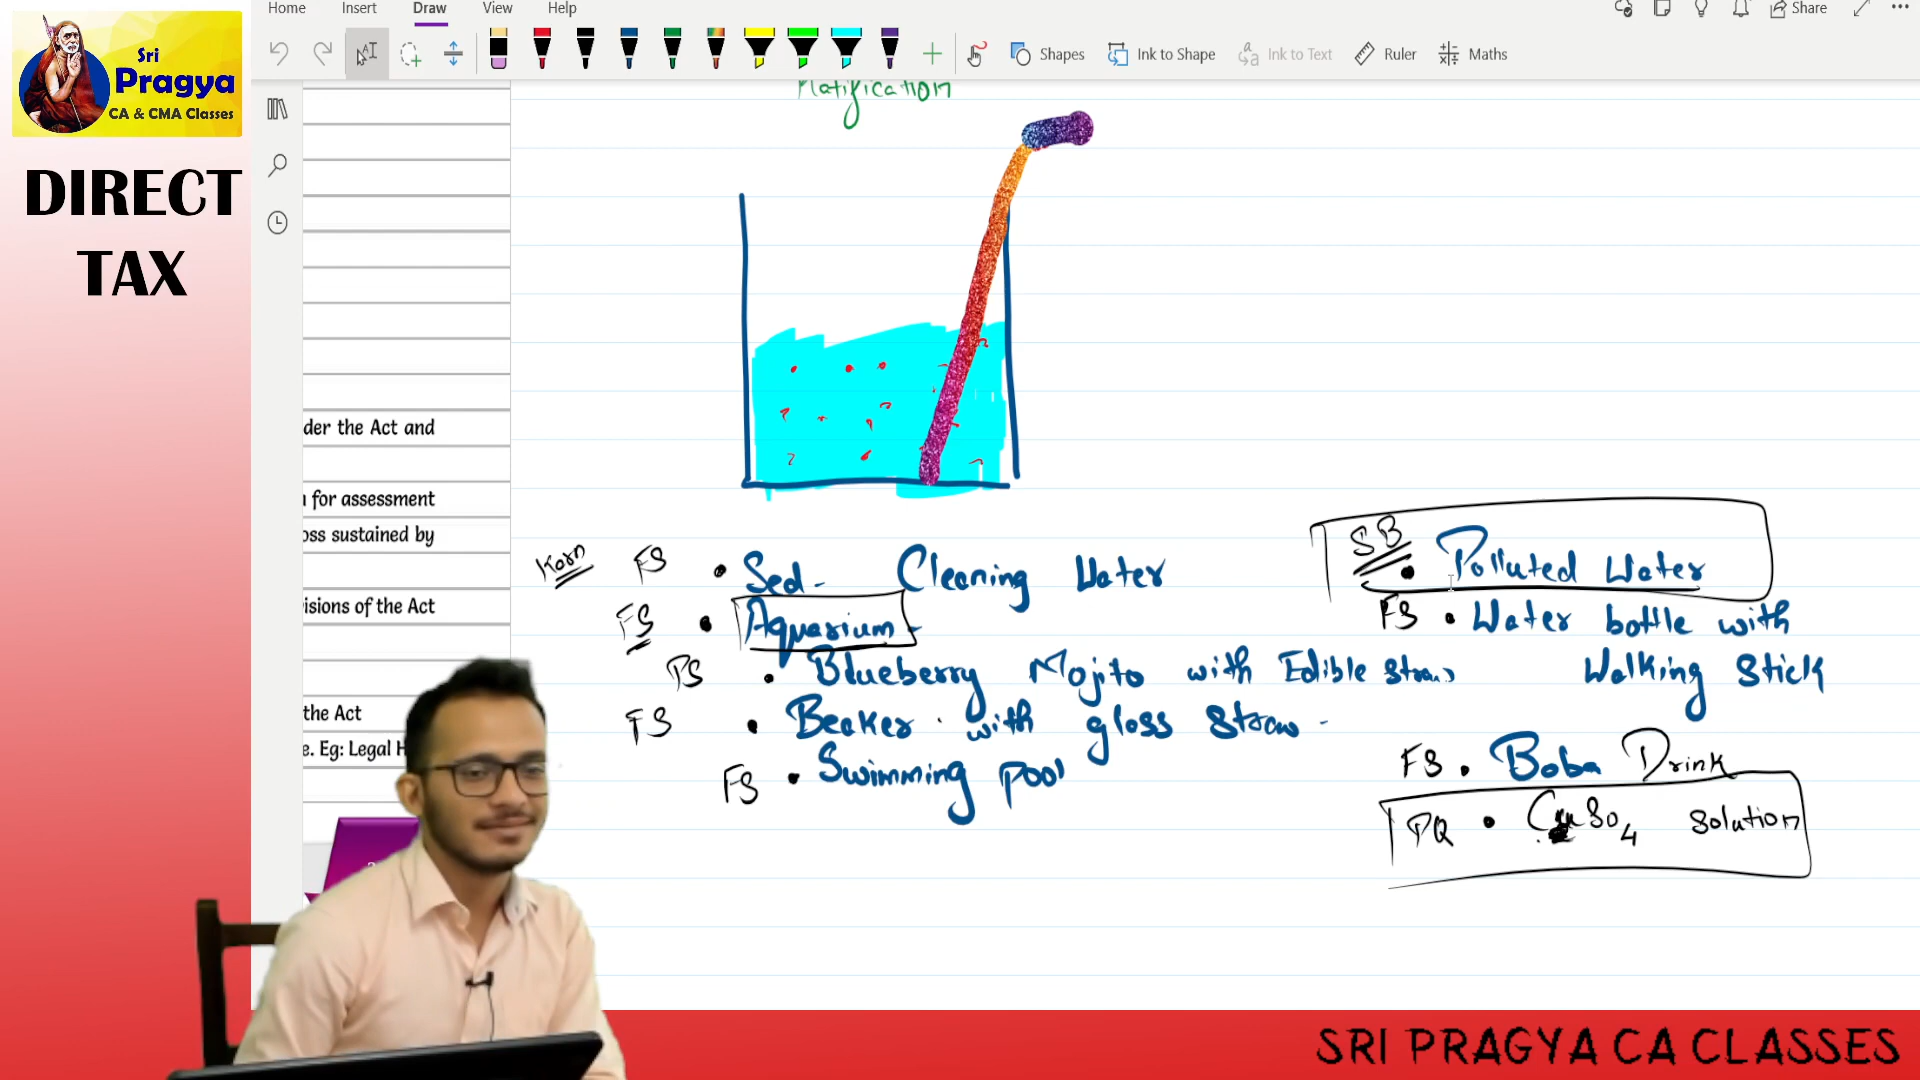 Sri
Pragya
CA & CMA Classes
DIRECT
TAX
Home Insert Draw View Help
Share
Shapes Ink to Shape Ink to Text Ruler Maths
der the Act and
for assessment
oss sustained by
isions of the Act
the Act
e. Eg: Legal H
FS • Sed - Cleaning Water
FS • Aquarium -
PS • Blueberry Mojito with Edible Straw
FS • Beaker with glass straw -
FS • Swimming pool
SB • Polluted Water
FS • Water bottle with
Walking Stick
FS • Boba Drink
PQ • CuSo4 Solution
SRI PRAGYA CA CLASSES